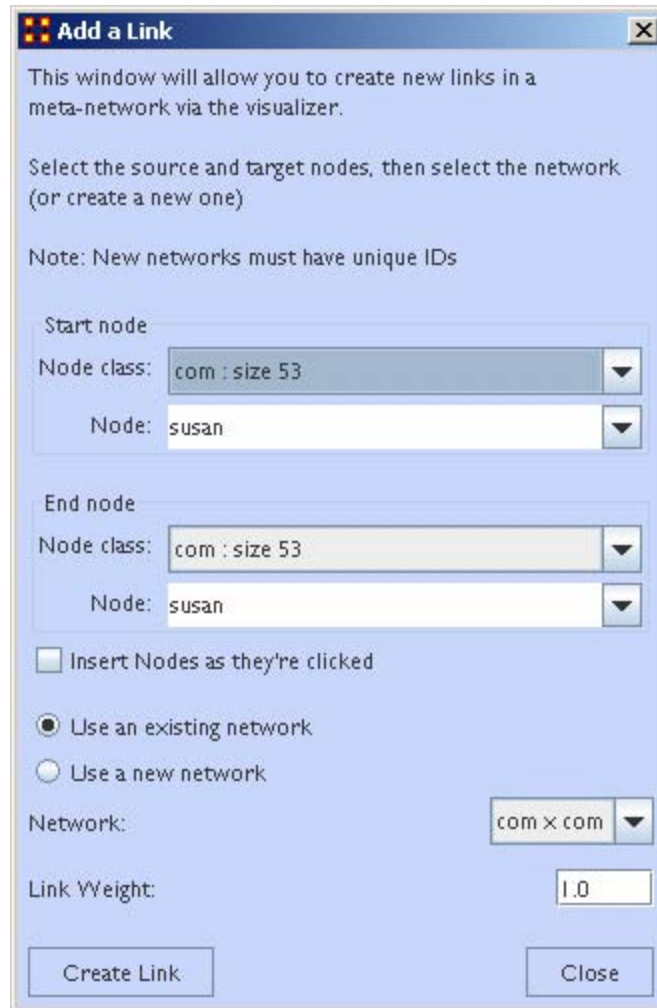 Add a Link
This window will allow you to create new links in a
meta-network via the visualizer.
Select the source and target nodes, then select the network
(or create a new one)
Note: New networks must have unique IDs
Start node
Node class: com : size 53
Node: susan
End node
Node class: com : size 53
Node: susan
Insert Nodes as they're clicked
Use an existing network
Use a new network
Network: com x com
Link Weight: 1.0
Create Link Close